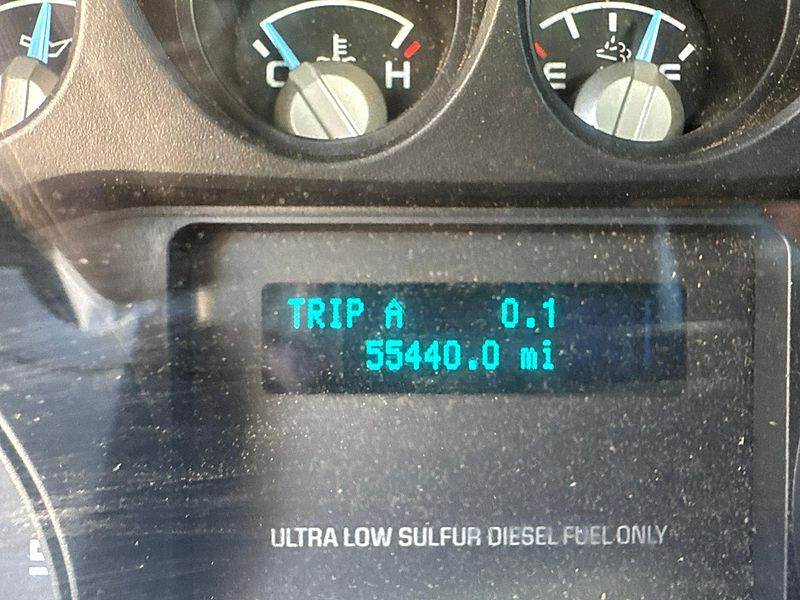 C H
E F
TRIP A 0.1
55440.0 mi
ULTRA LOW SULFUR DIESEL FUEL ONLY